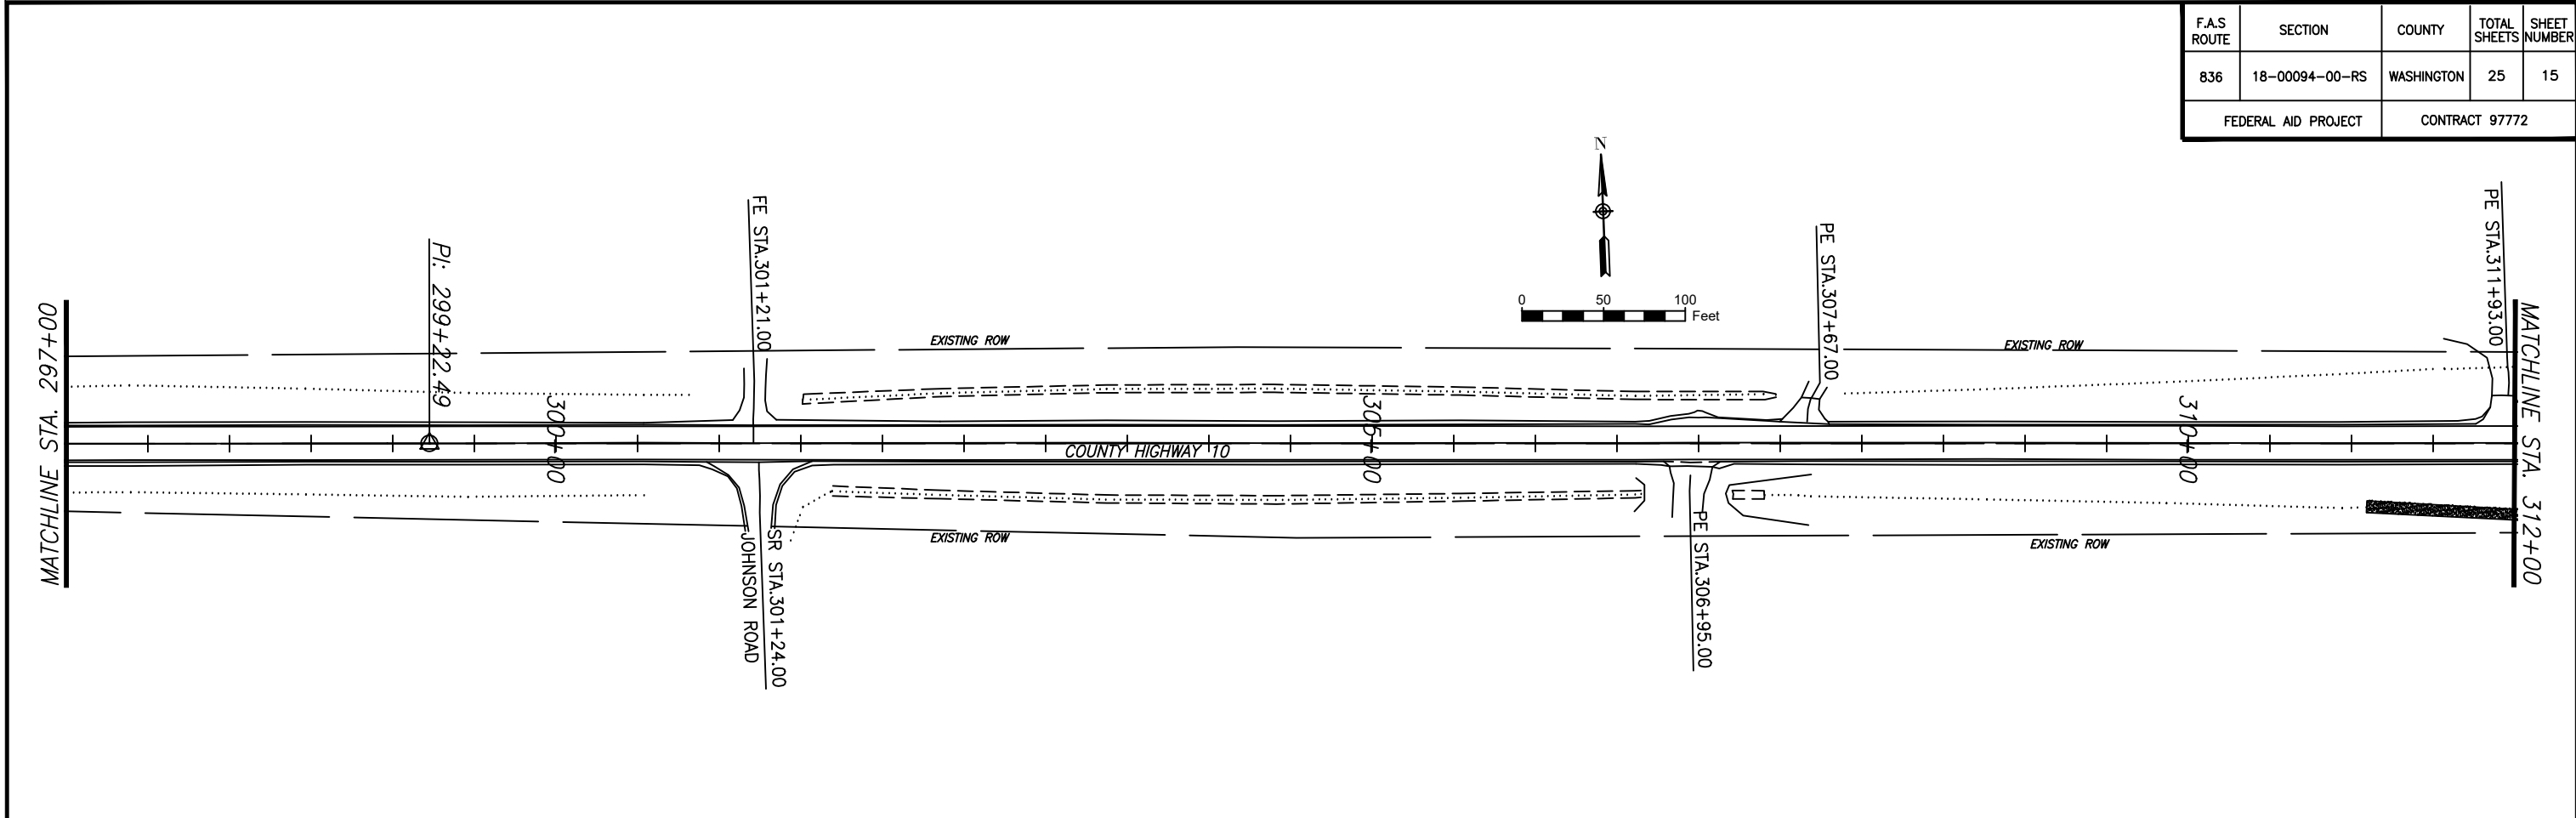 F.A.S ROUTE
SECTION
COUNTY
TOTAL SHEETS
SHEET NUMBER
836
18-00094-00-RS
WASHINGTON
25
15
FEDERAL AID PROJECT
CONTRACT 97772
N
0 50 100
Feet
MATCHLINE STA. 297+00
PI: 299+22.49
FE STA.301+21.00
PE STA.307+67.00
PE STA.311+93.00
MATCHLINE STA. 312+00
EXISTING ROW
EXISTING ROW
300+00
305+00
310+00
COUNTY HIGHWAY 10
EXISTING ROW
EXISTING ROW
JOHNSON ROAD
SR STA.301+24.00
PE STA.306+95.00